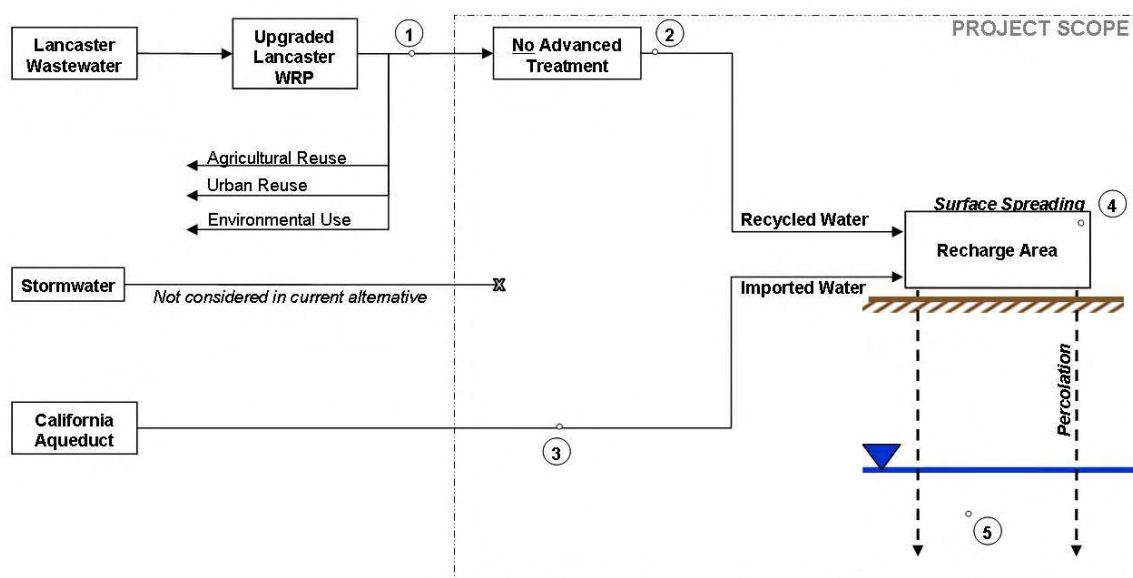 PROJECT SCOPE
Lancaster
Wastewater
Upgraded
Lancaster
WRP
1
No Advanced
Treatment
2
Agricultural Reuse
Urban Reuse
Environmental Use
Surface Spreading
4
Recycled Water
Recharge Area
Stormwater
Not considered in current alternative
X
Imported Water
Percolation
California
Aqueduct
3
5